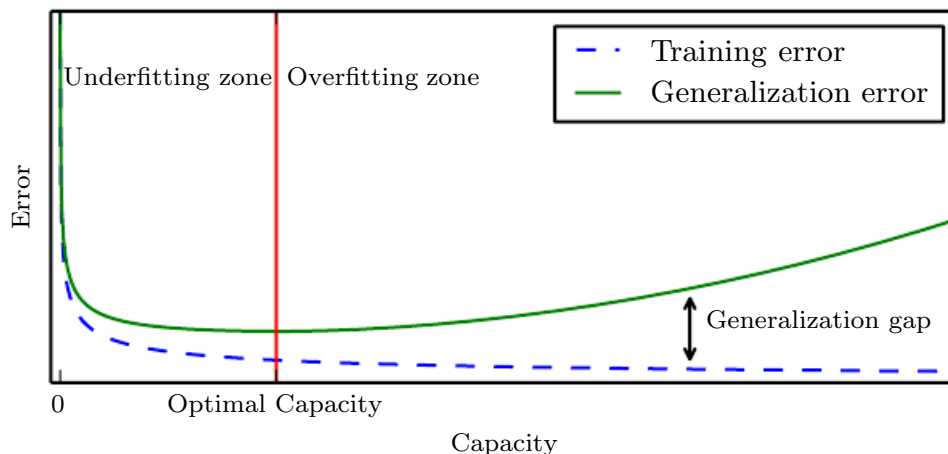 Training error
Generalization error
Underfitting zone
Overfitting zone
Error
Generalization gap
0
Optimal Capacity
Capacity